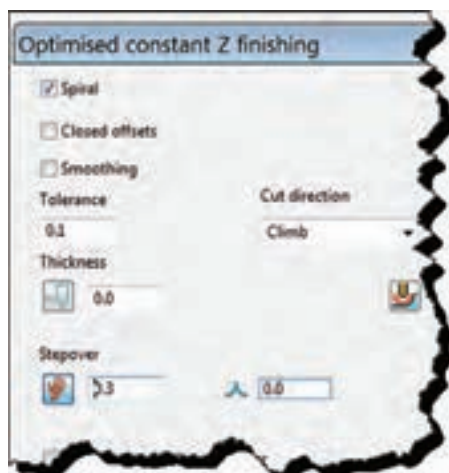 Optimised constant Z finishing
Spiral
Closed offsets
Smoothing
Tolerance Cut direction
0.1 Climb
Thickness
0.0
Stepover
0.0